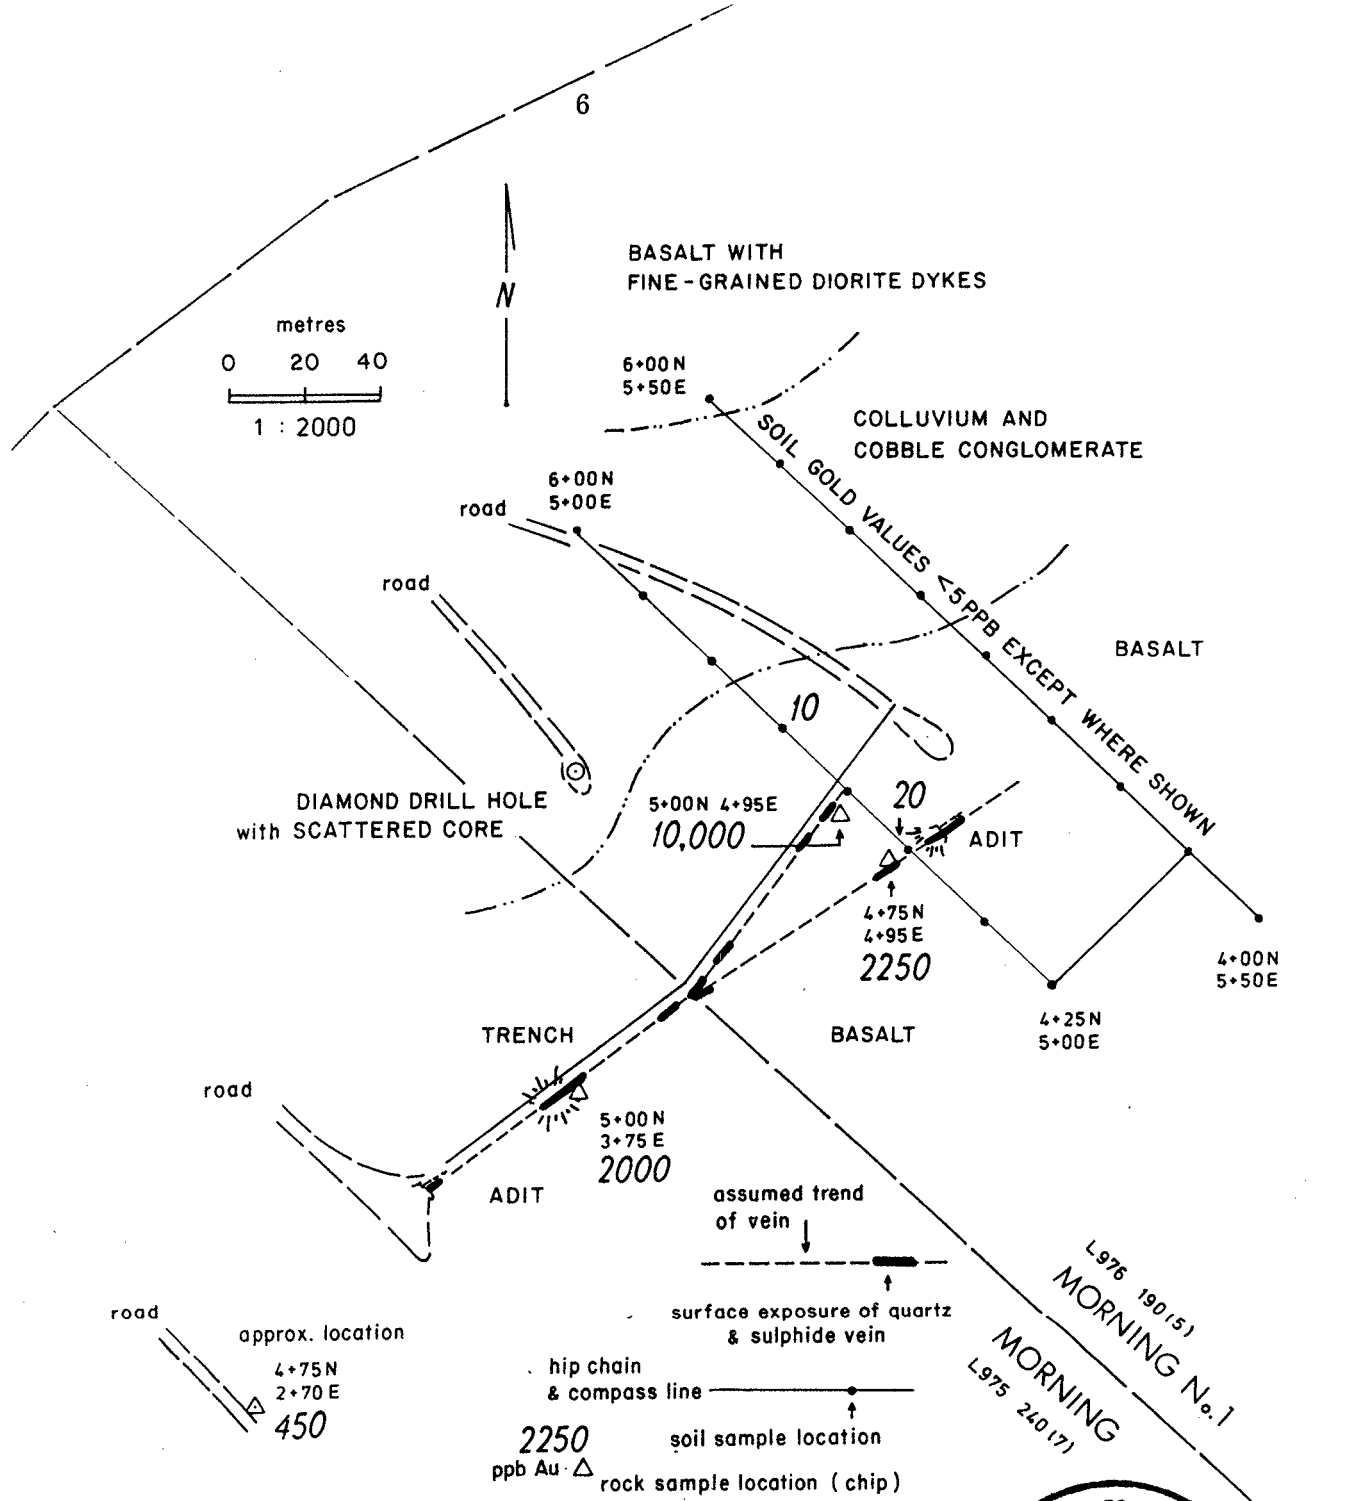 6
N
metres
0 20 40
1 : 2000
BASALT WITH
FINE-GRAINED DIORITE DYKES
6+00N
5+50E
COLLUVIUM AND
COBBLE CONGLOMERATE
SOIL GOLD VALUES <5PPB EXCEPT WHERE SHOWN
6+00N
5+00E
road
road
BASALT
10
DIAMOND DRILL HOLE
with SCATTERED CORE
5+00N 4+95E
10,000
20
ADIT
4+75N
4+95E
2250
4+00N
5+50E
4+25N
5+00E
TRENCH
BASALT
road
5+00N
3+75E
2000
ADIT
assumed trend
of vein
surface exposure of quartz
& sulphide vein
L976 190(5)
MORNING No.1
MORNING
L975 240(7)
road
approx. location
4+75N
2+70E
450
hip chain
& compass line
soil sample location
2250
ppb Au
rock sample location (chip)